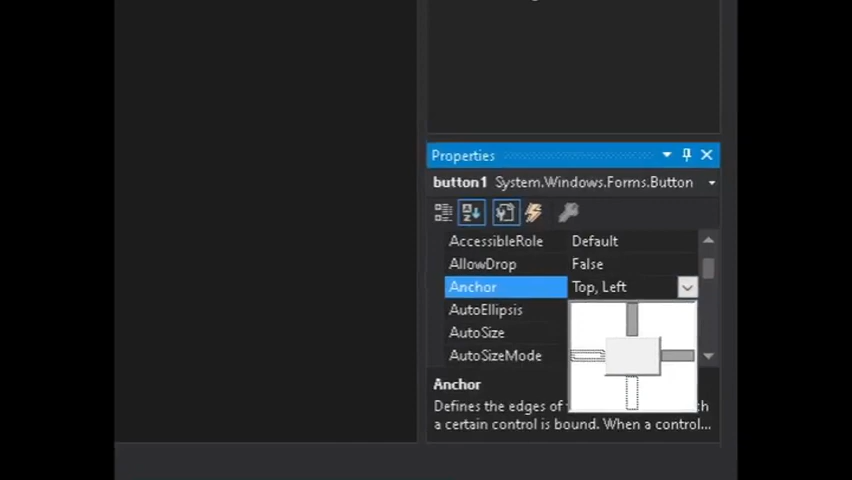 Properties
button1 System.Windows.Forms.Button
AccessibleRole Default
AllowDrop False
Anchor Top, Left
AutoEllipsis
AutoSize
AutoSizeMode
Anchor
Defines the edges of
a certain control is bound. When a control...